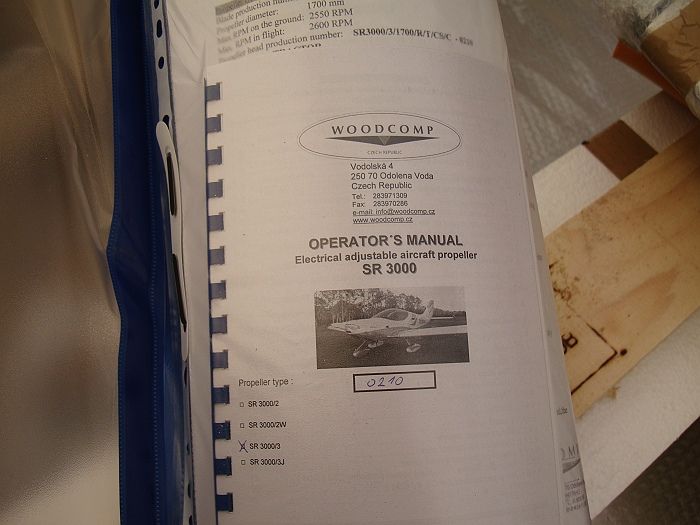 Blade production num
Propeller diameter: 1700 mm
Max. RPM on the ground: 2550 RPM
Max. RPM in flight: 2600 RPM
head production number: SR3000/3/1700/R/T/CS/C - 0210
WOODCOMP
CZECH REPUBLIC
Vodolská 4
250 70 Odolena Voda
Czech Republic
Tel.: 283971309
Fax: 283970286
e-mail: info@woodcomp.cz
www.woodcomp.cz
OPERATOR´S MANUAL
Electrical adjustable aircraft propeller
SR 3000
Propeller type : 0210
SR 3000/2
SR 3000/2W
X SR 3000/3
SR 3000/3J